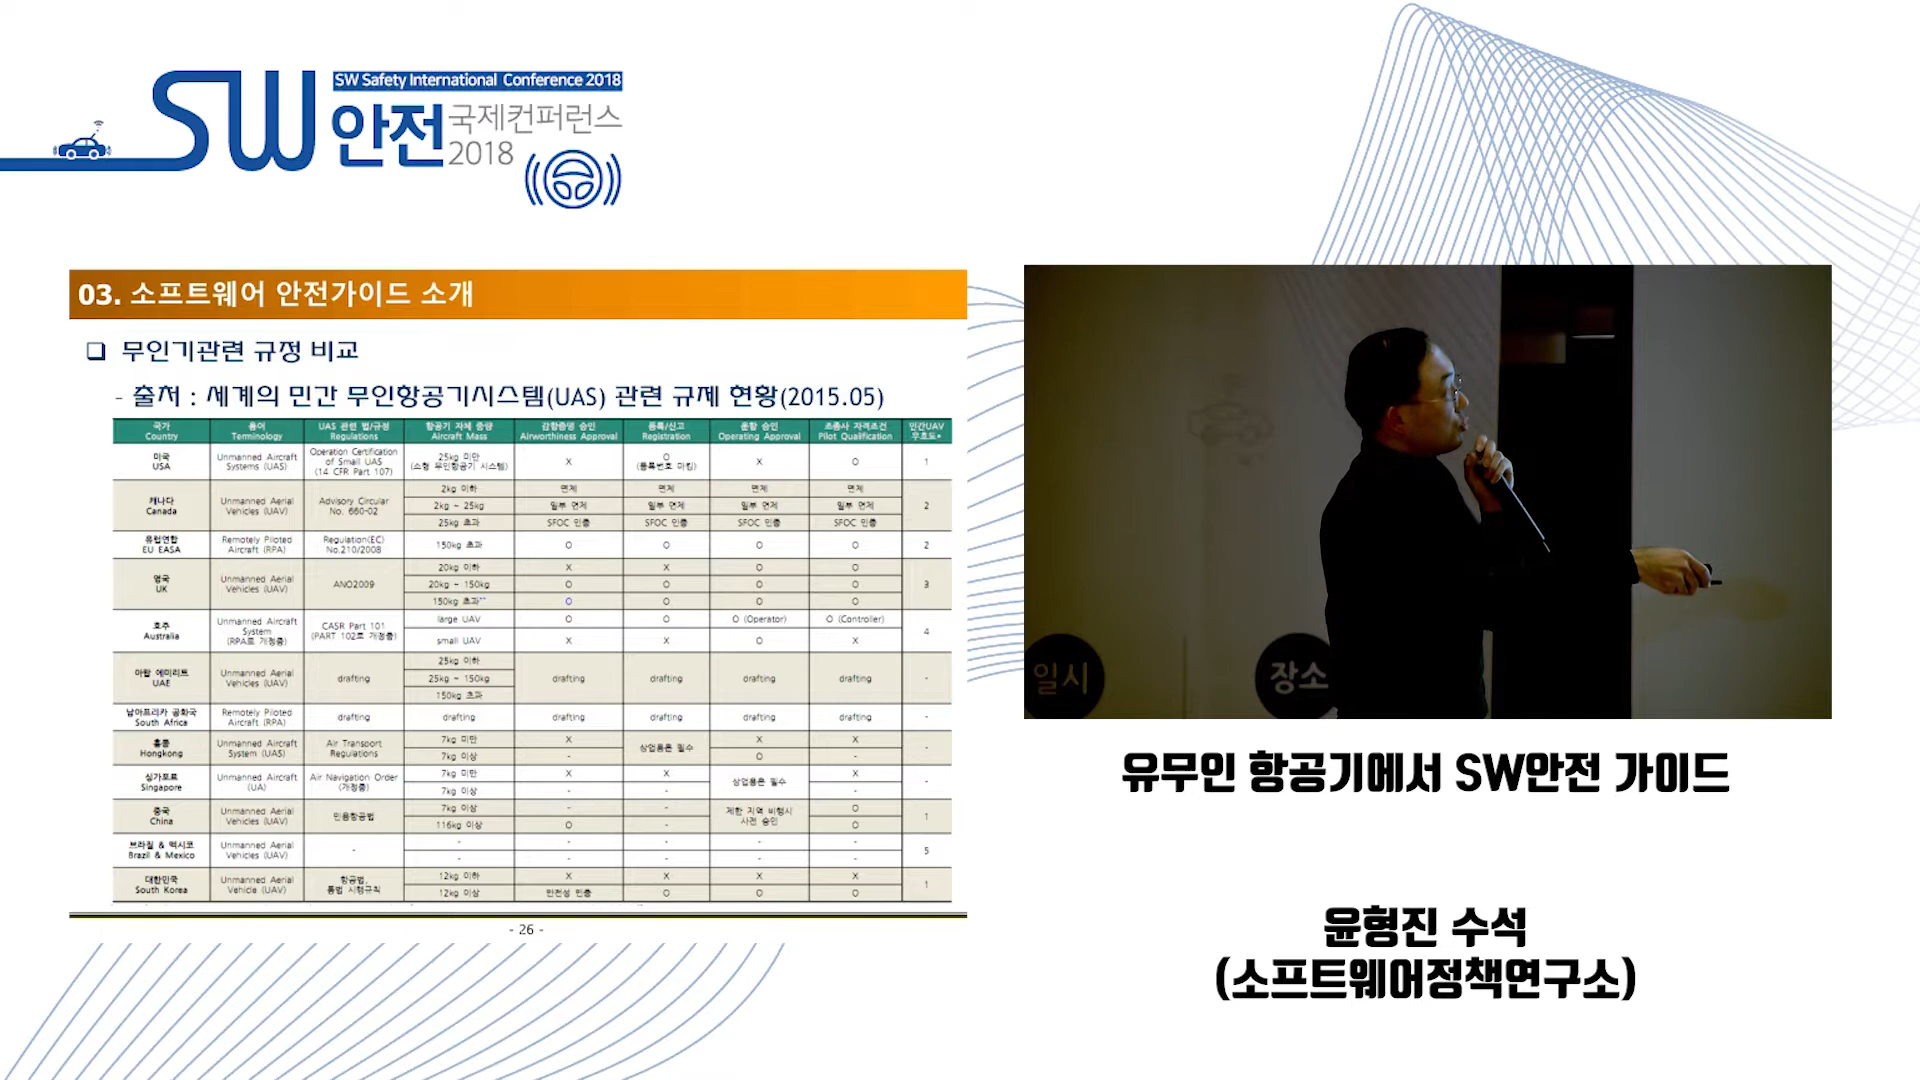 SW Safety International Conference 2018
SW 안전 국제컨퍼런스
2018
03. 소프트웨어 안전가이드 소개
❑ 무인기관련 규정 비교
- 출처 : 세계의 민간 무인항공기시스템(UAS) 관련 규제 현황(2015.05)
국가 용어 UAS 관련 법/규정 항공기 자체 중량 감항증명 승인 등록/신고 운항 승인 조종사 자격조건 민간UAV
Country Terminology Regulations Aircraft Mass Airworthiness Approval Registration Operating Approval Pilot Qualification 우호도*
미국 USA Unmanned Aircraft Systems (UAS) Operation Certification of Small UAS (14 CFR Part 107) 25kg 미만 (소형 무인항공기 시스템) X O (등록번호 마킹) X O 1
캐나다 Canada Unmanned Aerial Vehicles (UAV) Advisory Circular No. 660-02 2kg 이하 면제 면제 면제 면제 2
2kg ~ 25kg 일부 면제 일부 면제 일부 면제 일부 면제
25kg 초과 SFOC 인증 SFOC 인증 SFOC 인증 SFOC 인증
유럽연합 EU EASA Remotely Piloted Aircraft (RPA) Regulation(EC) No.210/2008 150kg 초과 O O O O 2
영국 UK Unmanned Aerial Vehicles (UAV) ANO2009 20kg 이하 X X O O 3
20kg ~ 150kg O O O O
150kg 초과** O O O O
호주 Australia Unmanned Aircraft System (RPA로 개정중) CASR Part 101 (PART 102로 개정중) large UAV O O O (Operator) O (Controller) 4
small UAV X X O X
아랍 에미리트 UAE Unmanned Aerial Vehicles (UAV) drafting 25kg 이하 drafting drafting drafting drafting -
25kg ~ 150kg
150kg 초과
남아프리카 공화국 South Africa Remotely Piloted Aircraft (RPA) drafting drafting drafting drafting drafting drafting -
홍콩 Hongkong Unmanned Aircraft System (UAS) Air Transport Regulations 7kg 미만 X 상업용은 필수 X X -
7kg 이상 - O -
싱가포르 Singapore Unmanned Aircraft (UA) Air Navigation Order (개정중) 7kg 미만 X X 상업용은 필수 X -
7kg 이상 - - -
중국 China Unmanned Aerial Vehicles (UAV) 민용항공법 7kg 이상 - - 제한 지역 비행시 사전 승인 O 1
116kg 이상 O - O
브라질 & 멕시코 Brazil & Mexico Unmanned Aerial Vehicles (UAV) - - - - - - 5
- - - - -
대한민국 South Korea Unmanned Aerial Vehicle (UAV) 항공법, 동법 시행규칙 12kg 이하 X X X X 1
12kg 이상 안전성 인증 O O O
- 26 -
일시
장소
유무인 항공기에서 SW안전 가이드
윤형진 수석
(소프트웨어정책연구소)